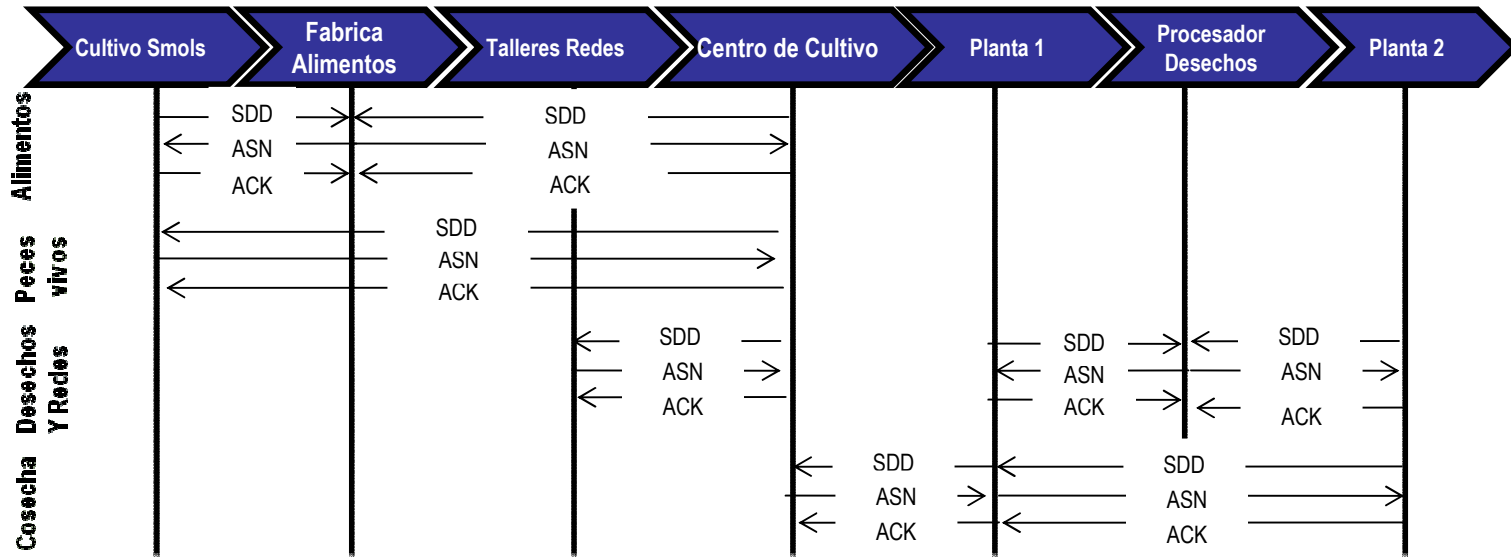 Cultivo Smols
Fabrica
Alimentos
Talleres Redes
Centro de Cultivo
Planta 1
Procesador
Desechos
Planta 2
Alimentos
SDD
SDD
ASN
ASN
ACK
ACK
Peces
vivos
SDD
ASN
ACK
Desechos
Y Redes
SDD
SDD
SDD
ASN
ASN
ASN
ACK
ACK
ACK
Cosecha
SDD
SDD
ASN
ASN
ACK
ACK